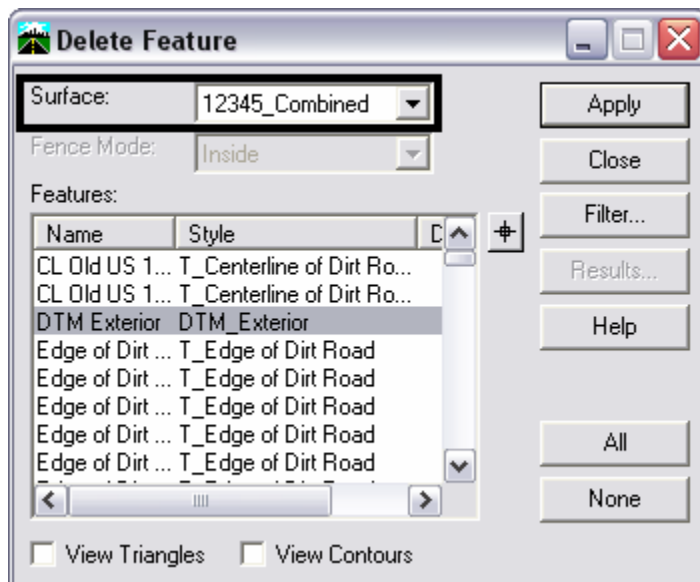 Delete Feature
Surface: 12345_Combined
Fence Mode: Inside
Features:
Name Style D
CL Old US 1... T_Centerline of Dirt Ro...
CL Old US 1... T_Centerline of Dirt Ro...
DTM Exterior DTM_Exterior
Edge of Dirt ... T_Edge of Dirt Road
Edge of Dirt ... T_Edge of Dirt Road
Edge of Dirt ... T_Edge of Dirt Road
Edge of Dirt ... T_Edge of Dirt Road
Edge of Dirt ... T_Edge of Dirt Road
View Triangles View Contours
Apply
Close
Filter...
Results...
Help
All
None